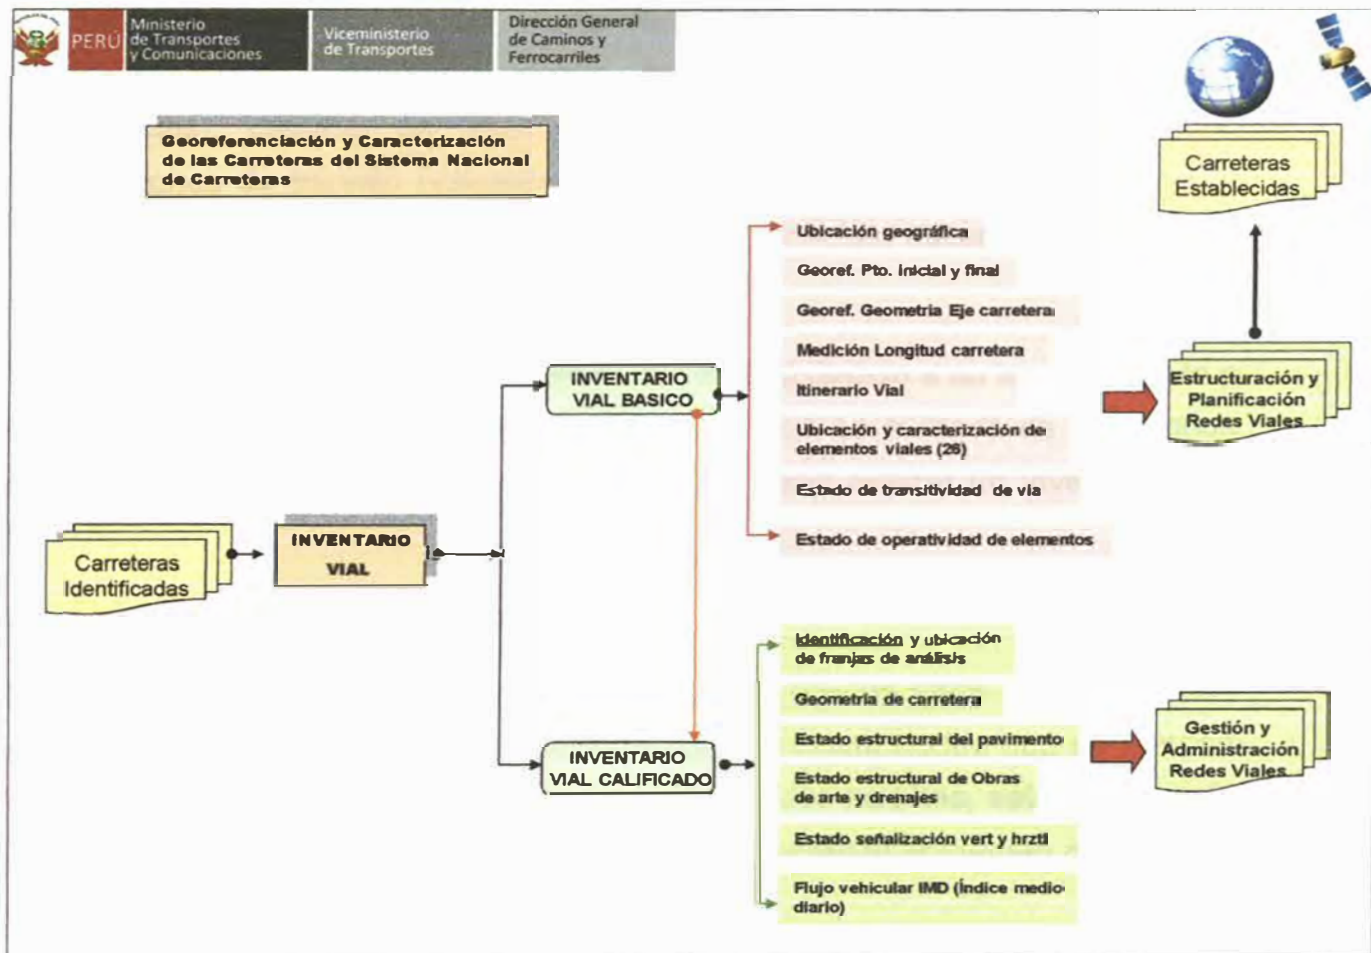 PERÚ
Ministerio
de Transportes
y Comunicaciones
Viceministerio
de Transportes
Dirección General
de Caminos y
Ferrocarriles
Georeferenciación y Caracterización
de las Carreteras del Sistema Nacional
de Carreteras
Carreteras
Establecidas
Ubicación geográfica
Georef. Pto. inicial y final
Georef. Geometria Eje carretera
Medición Longitud carretera
Itinerario Vial
Ubicación y caracterización de
elementos viales (26)
Estado de transitividad de via
Estado de operatividad de elementos
INVENTARIO
VIAL BASICO
Estructuración y
Planificación
Redes Viales
Carreteras
Identificadas
INVENTARIO
VIAL
INVENTARIO
VIAL CALIFICADO
Identificación y ubicación
de franjas de análisis
Geometria de carretera
Estado estructural del pavimento
Estado estructural de Obras
de arte y drenajes
Estado señalización vert y hrztl
Flujo vehicular IMD (Índice medio
diario)
Gestión y
Administración
Redes Viales